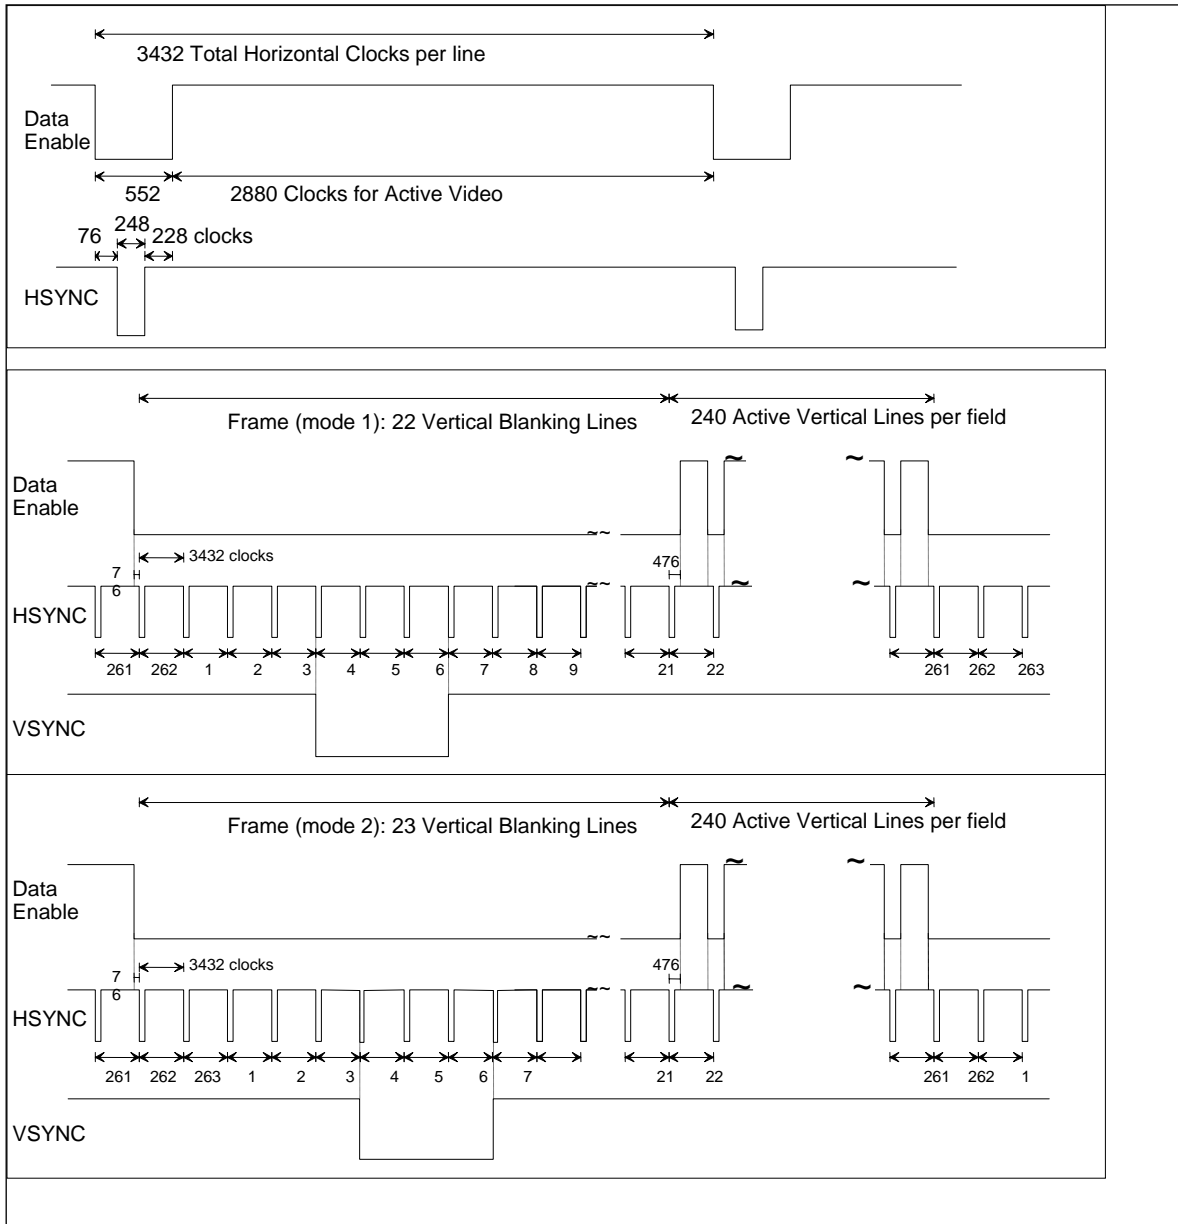 3432 Total Horizontal Clocks per line
Data
Enable
552
2880 Clocks for Active Video
248
76
228 clocks
HSYNC
Frame (mode 1): 22 Vertical Blanking Lines
240 Active Vertical Lines per field
~
~
Data
Enable
~~
3432 clocks
476
7
6
~~
~
~
HSYNC
261 262 1 2 3 4 5 6 7 8 9 21 22 261 262 263
VSYNC
Frame (mode 2): 23 Vertical Blanking Lines
240 Active Vertical Lines per field
~
~
Data
Enable
~~
3432 clocks
476
7
6
~~
~
~
HSYNC
261 262 263 1 2 3 4 5 6 7 21 22 261 262 1
VSYNC